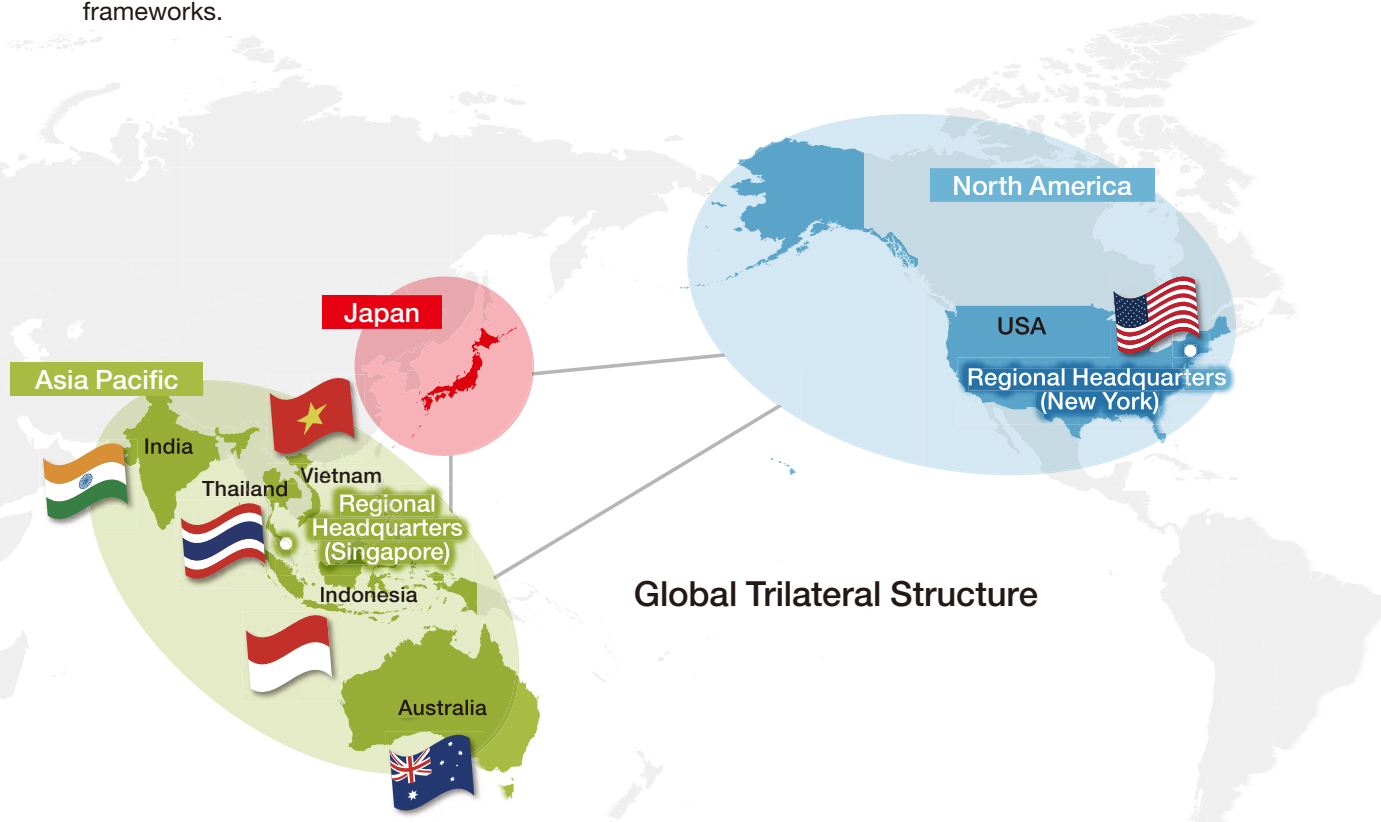 frameworks.
North America
Japan
USA
Asia Pacific
Regional Headquarters
(New York)
India
Vietnam
Thailand
Regional
Headquarters
(Singapore)
Indonesia
Global Trilateral Structure
Australia